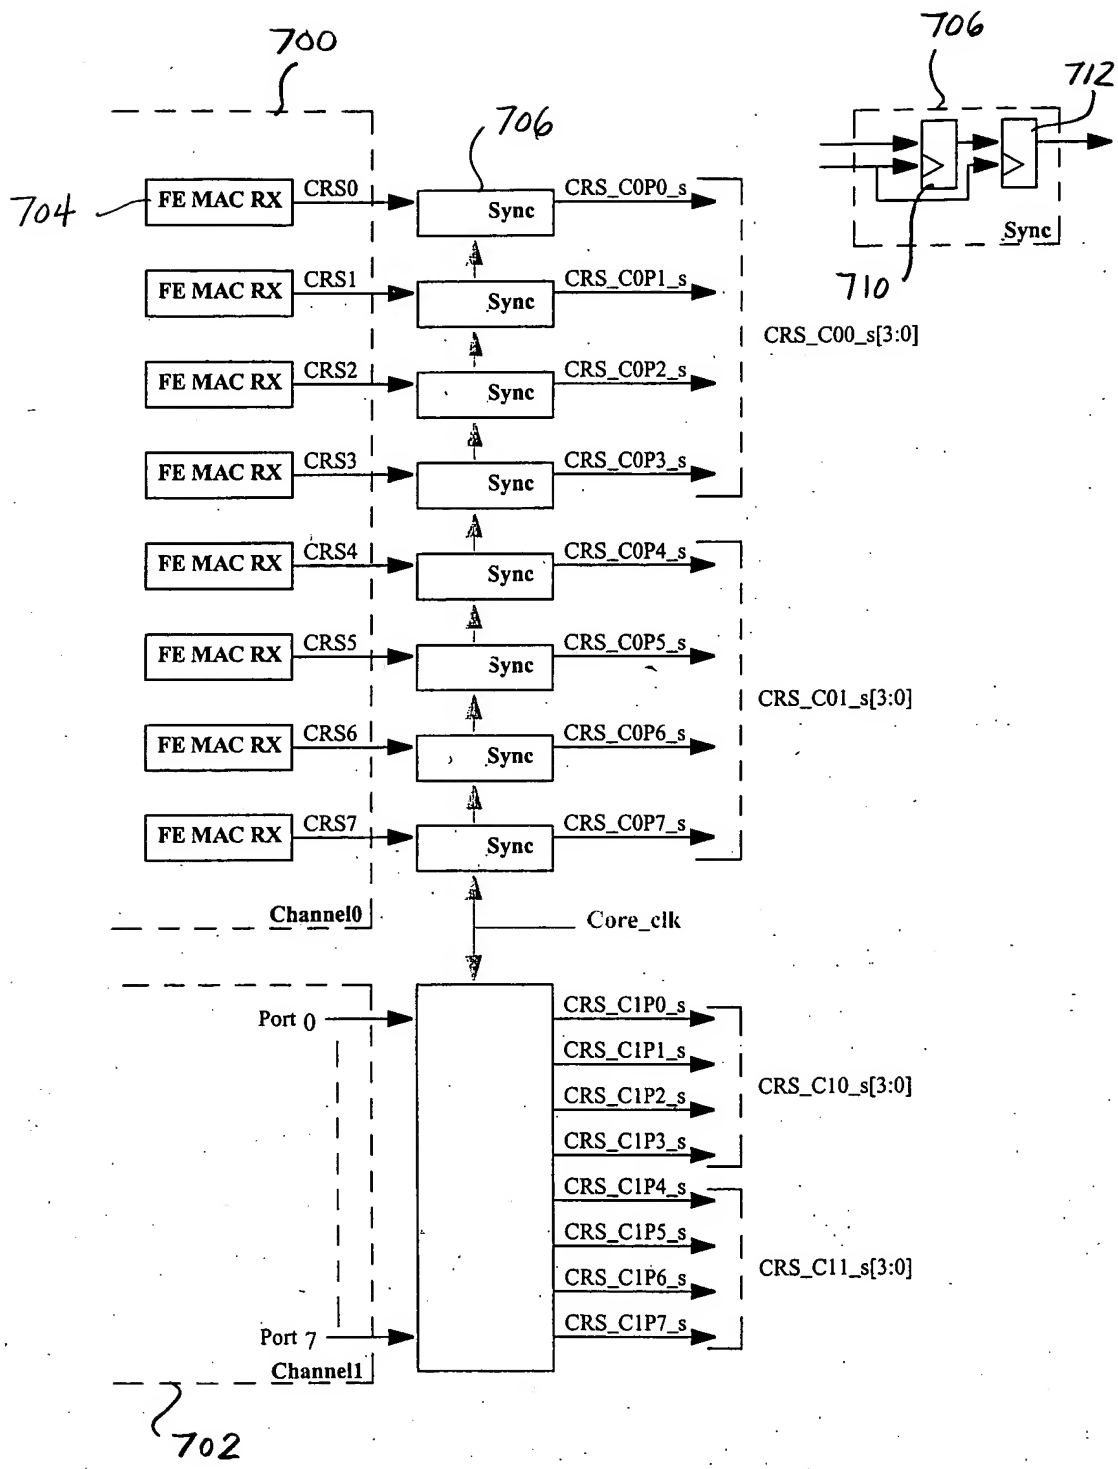 700
706
706
712
704
FE MAC RX
CRS0
Sync
CRS_C0P0_s
Sync
710
FE MAC RX
CRS1
Sync
CRS_C0P1_s
CRS_C00_s[3:0]
FE MAC RX
CRS2
Sync
CRS_C0P2_s
FE MAC RX
CRS3
Sync
CRS_C0P3_s
FE MAC RX
CRS4
Sync
CRS_C0P4_s
FE MAC RX
CRS5
Sync
CRS_C0P5_s
CRS_C01_s[3:0]
FE MAC RX
CRS6
Sync
CRS_C0P6_s
FE MAC RX
CRS7
Sync
CRS_C0P7_s
Channel0
Core_clk
Port 0
CRS_C1P0_s
CRS_C1P1_s
CRS_C10_s[3:0]
CRS_C1P2_s
CRS_C1P3_s
CRS_C1P4_s
CRS_C1P5_s
CRS_C11_s[3:0]
CRS_C1P6_s
Port 7
CRS_C1P7_s
Channel1
702